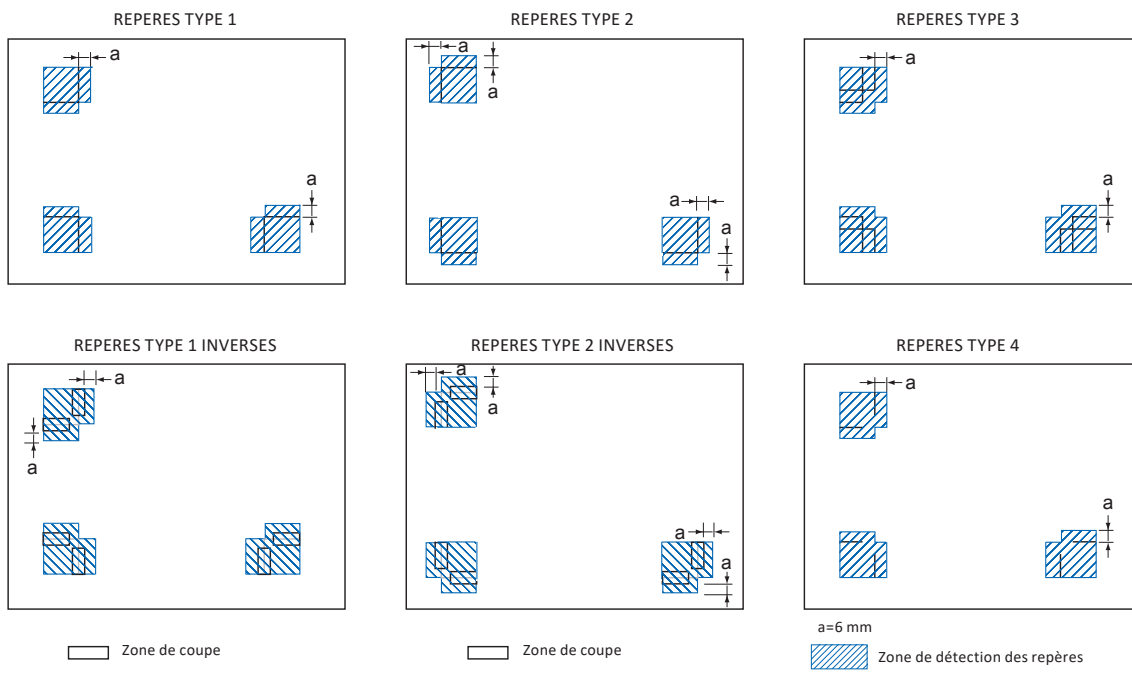 REPERES TYPE 1
REPERES TYPE 2
REPERES TYPE 3
a
a
a
a
a
a
a
a
a
REPERES TYPE 1 INVERSES
REPERES TYPE 2 INVERSES
REPERES TYPE 4
a
a
a
a
a
a
a
a
a=6 mm
Zone de coupe
Zone de coupe
Zone de détection des repères